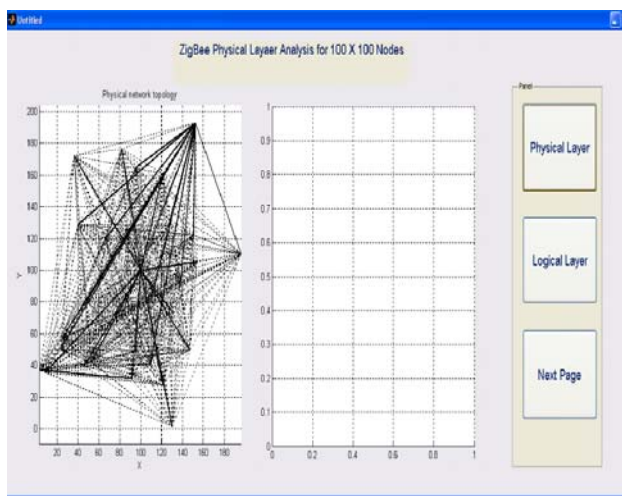 Untitled
ZigBee Physical Layaer Analysis for 100 X 100 Nodes
Physical network topology
200
180
160
140
120
100
80
60
40
20
0
Y
20 40 60 80 100 120 140 160 180
X
1
0.9
0.8
0.7
0.6
0.5
0.4
0.3
0.2
0.1
0
0 0.2 0.4 0.6 0.8 1
Panel
Physical Layer
Logical Layer
Next Page